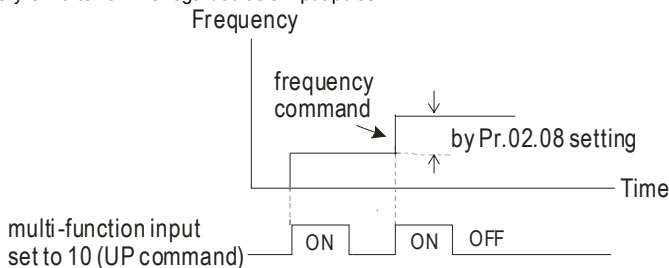 Frequency
frequency
command
by Pr.02.08 setting
Time
multi-function input
set to 10 (UP command)
ON
ON
OFF